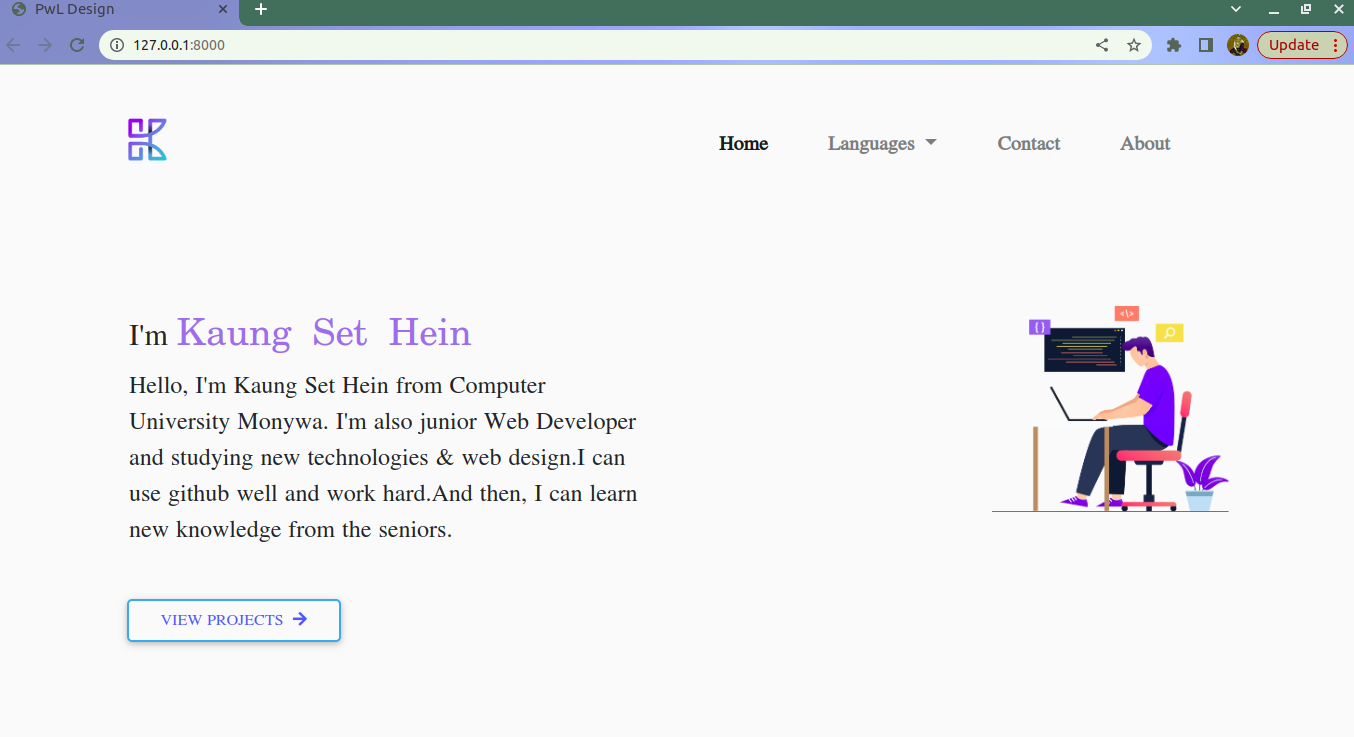 PwL Design
127.0.0.1:8000
Update
Home Languages Contact About
I'm Kaung Set Hein
Hello, I'm Kaung Set Hein from Computer
University Monywa. I'm also junior Web Developer
and studying new technologies & web design.I can
use github well and work hard.And then, I can learn
new knowledge from the seniors.
VIEW PROJECTS